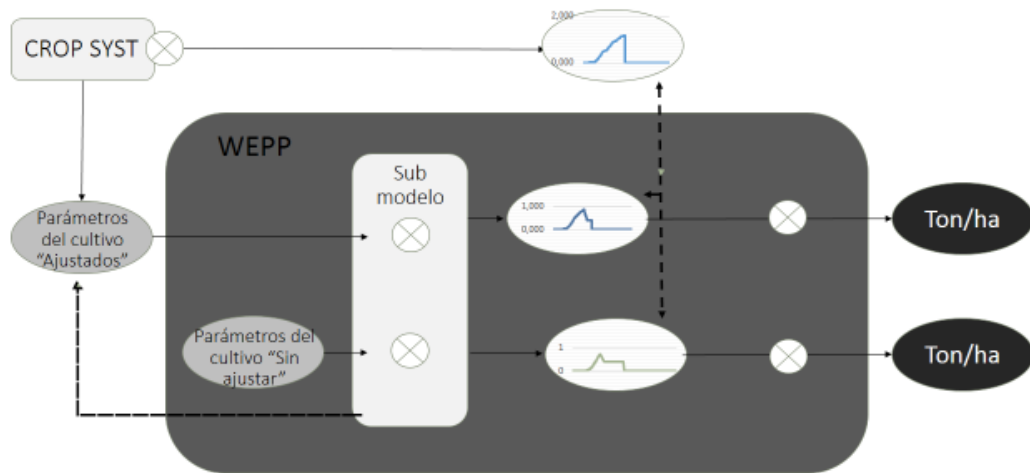 CROP SYST
2,000
0,000
WEPP
Sub
modelo
Parámetros
del cultivo
“Ajustados”
1,000
0,000
Ton/ha
Parámetros del
cultivo “Sin
ajustar”
1
0
Ton/ha